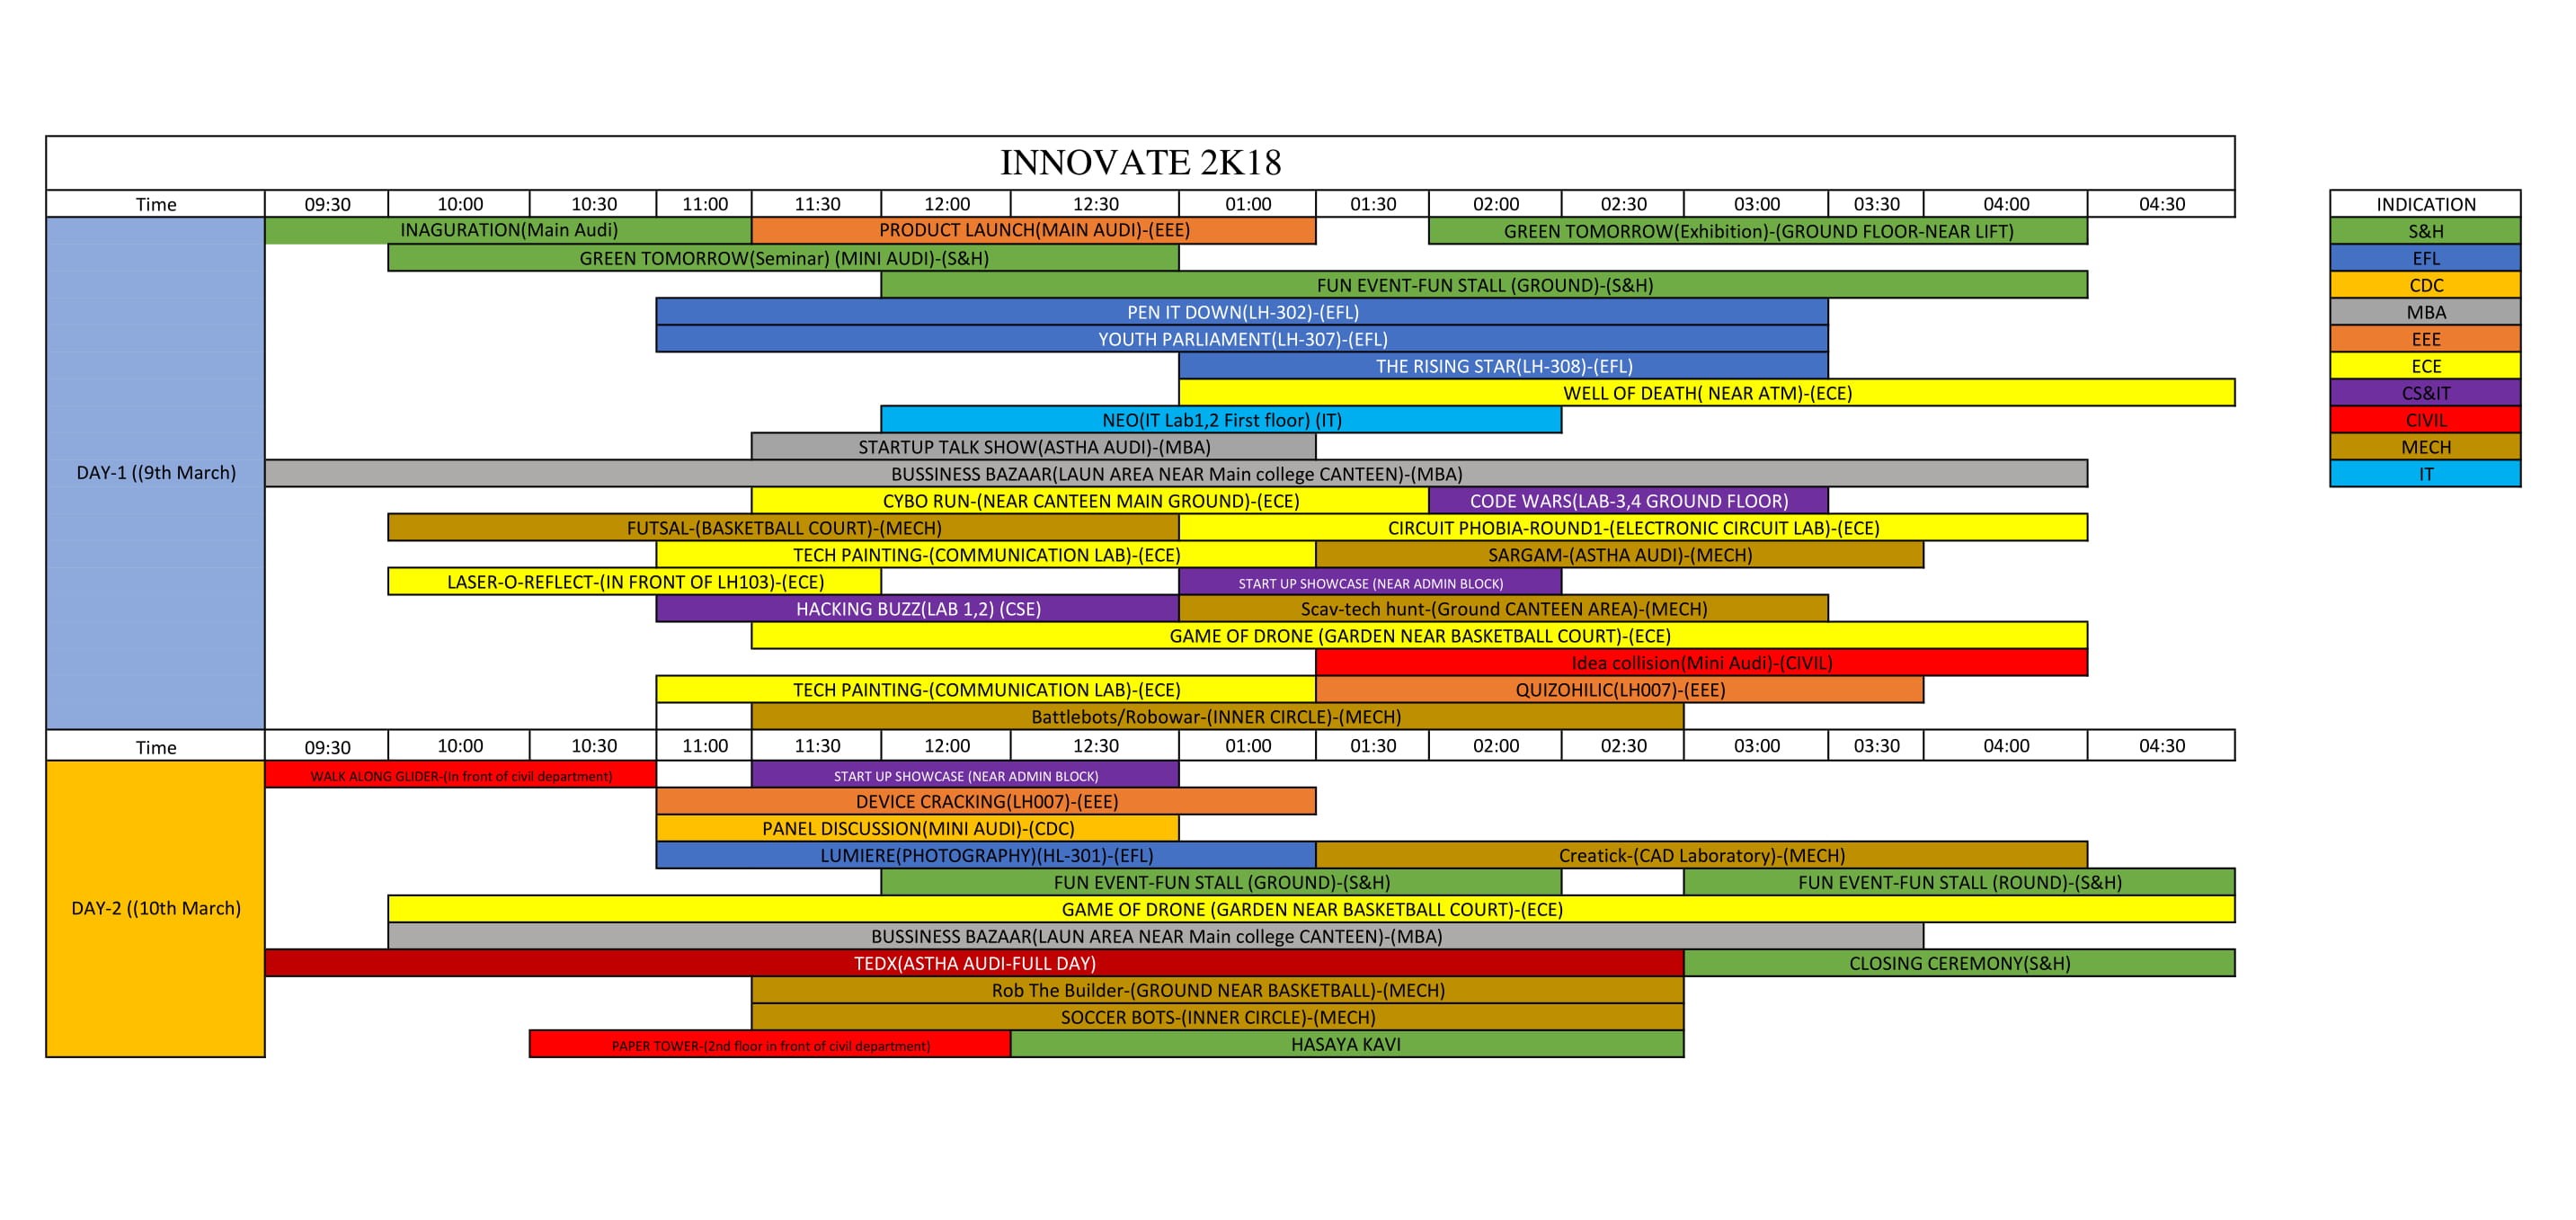 INNOVATE 2K18
Time 09:30 10:00 10:30 11:00 11:30 12:00 12:30 01:00 01:30 02:00 02:30 03:00 03:30 04:00 04:30 INDICATION
INAGURATION(Main Audi) PRODUCT LAUNCH(MAIN AUDI)-(EEE) GREEN TOMORROW(Exhibition)-(GROUND FLOOR-NEAR LIFT) S&H
GREEN TOMORROW(Seminar) (MINI AUDI)-(S&H) EFL
FUN EVENT-FUN STALL (GROUND)-(S&H) CDC
PEN IT DOWN(LH-302)-(EFL) MBA
YOUTH PARLIAMENT(LH-307)-(EFL) EEE
THE RISING STAR(LH-308)-(EFL) ECE
WELL OF DEATH( NEAR ATM)-(ECE) CS&IT
NEO(IT Lab1,2 First floor) (IT) CIVIL
STARTUP TALK SHOW(ASTHA AUDI)-(MBA) MECH
DAY-1 ((9th March) BUSSINESS BAZAAR(LAUN AREA NEAR Main college CANTEEN)-(MBA) IT
CYBO RUN-(NEAR CANTEEN MAIN GROUND)-(ECE) CODE WARS(LAB-3,4 GROUND FLOOR)
FUTSAL-(BASKETBALL COURT)-(MECH) CIRCUIT PHOBIA-ROUND1-(ELECTRONIC CIRCUIT LAB)-(ECE)
TECH PAINTING-(COMMUNICATION LAB)-(ECE) SARGAM-(ASTHA AUDI)-(MECH)
LASER-O-REFLECT-(IN FRONT OF LH103)-(ECE) START UP SHOWCASE (NEAR ADMIN BLOCK)
HACKING BUZZ(LAB 1,2) (CSE) Scav-tech hunt-(Ground CANTEEN AREA)-(MECH)
GAME OF DRONE (GARDEN NEAR BASKETBALL COURT)-(ECE)
Idea collision(Mini Audi)-(CIVIL)
TECH PAINTING-(COMMUNICATION LAB)-(ECE) QUIZOHILIC(LH007)-(EEE)
Battlebots/Robowar-(INNER CIRCLE)-(MECH)
Time 09:30 10:00 10:30 11:00 11:30 12:00 12:30 01:00 01:30 02:00 02:30 03:00 03:30 04:00 04:30
WALK ALONG GLIDER-(In front of civil department) START UP SHOWCASE (NEAR ADMIN BLOCK)
DEVICE CRACKING(LH007)-(EEE)
PANEL DISCUSSION(MINI AUDI)-(CDC)
LUMIERE(PHOTOGRAPHY)(HL-301)-(EFL) Creatick-(CAD Laboratory)-(MECH)
FUN EVENT-FUN STALL (GROUND)-(S&H) FUN EVENT-FUN STALL (ROUND)-(S&H)
DAY-2 ((10th March) GAME OF DRONE (GARDEN NEAR BASKETBALL COURT)-(ECE)
BUSSINESS BAZAAR(LAUN AREA NEAR Main college CANTEEN)-(MBA)
TEDX(ASTHA AUDI-FULL DAY) CLOSING CEREMONY(S&H)
Rob The Builder-(GROUND NEAR BASKETBALL)-(MECH)
SOCCER BOTS-(INNER CIRCLE)-(MECH)
PAPER TOWER-(2nd floor in front of civil department) HASAYA KAVI